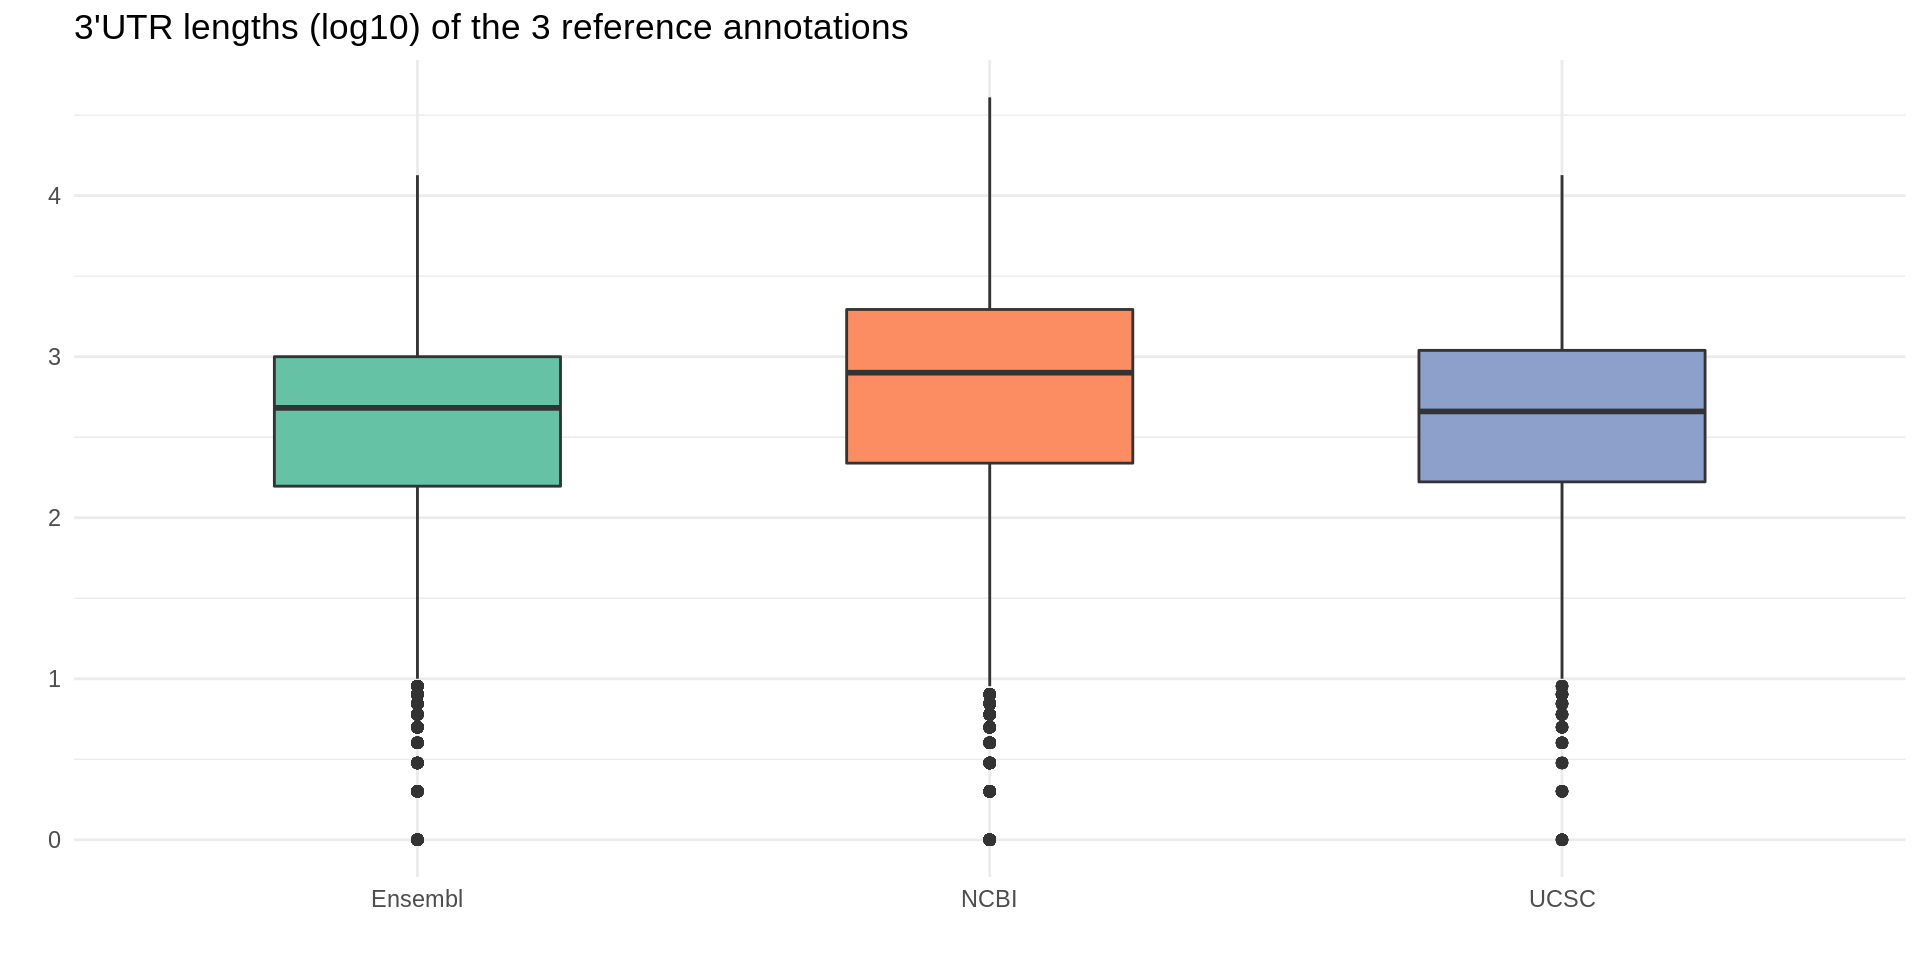 3'UTR lengths (log10) of the 3 reference annotations
4
3
2
1
0
Ensembl NCBI UCSC